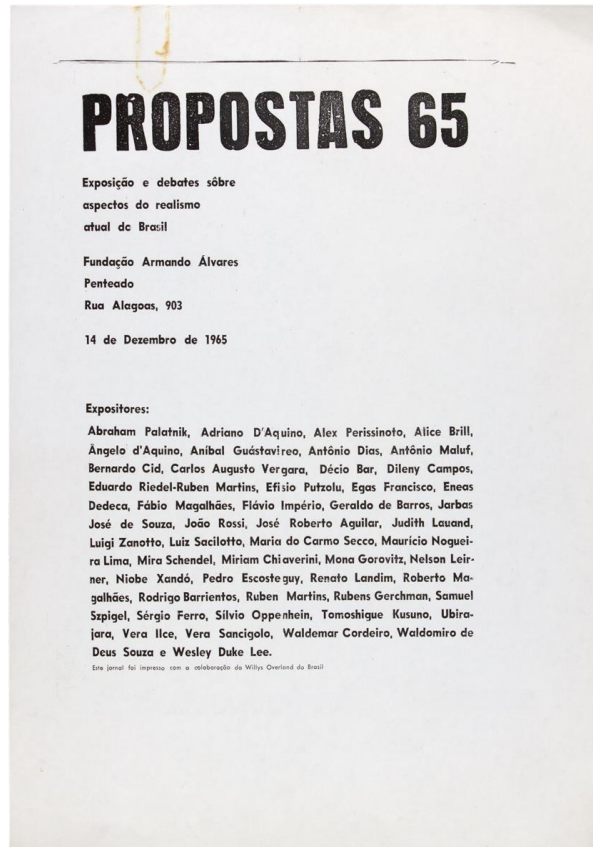 PROPOSTAS 65
Exposição e debates sôbre
aspectos do realismo
atual dc Brasil
Fundação Armando Álvares
Penteado
Rua Alagoas, 903
14 de Dezembro de 1965
Expositores:
Abraham Palatnik, Adriano D'Aquino, Alex Perissinoto, Alice Brill,
Ângelo d'Aquino, Aníbal Guástavireo, Antônio Dias, Antônio Maluf,
Bernardo Cid, Carlos Augusto Vergara, Décio Bar, Dileny Campos,
Eduardo Riedel-Ruben Martins, Efisio Putzolu, Egas Francisco, Eneas
Dedeca, Fábio Magalhães, Flávio Império, Geraldo de Barros, Jarbas
José de Souza, João Rossi, José Roberto Aguilar, Judith Lauand,
Luigi Zanotto, Luiz Sacilotto, Maria do Carmo Secco, Maurício Noguei-
ra Lima, Mira Schendel, Miriam Chiaverini, Mona Gorovitz, Nelson Leir-
ner, Niobe Xandó, Pedro Escosteguy, Renato Landim, Roberto Ma-
galhães, Rodrigo Barrientos, Ruben Martins, Rubens Gerchman, Samuel
Szpigel, Sérgio Ferro, Sílvio Oppenhein, Tomoshigue Kusuno, Ubira-
jara, Vera Ilce, Vera Sancigolo, Waldemar Cordeiro, Waldomiro de
Deus Souza e Wesley Duke Lee.
Este jornal foi impresso com a colaboração da Willys Overland do Brasil